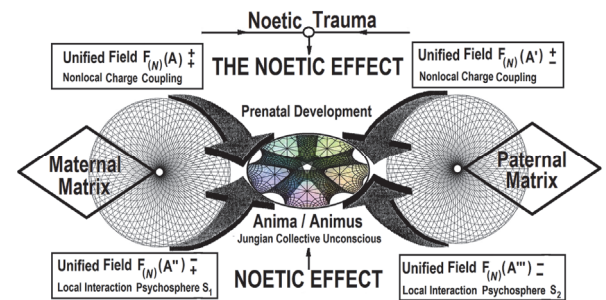 Noetic Trauma
Unified Field F(N)(A) + +
Nonlocal Charge Coupling
THE NOETIC EFFECT
Unified Field F(N)(A') + −
Nonlocal Charge Coupling
Prenatal Development
Maternal
Matrix
Paternal
Matrix
Anima / Animus
Jungian Collective Unconscious
Unified Field F(N)(A'') − +
Local Interaction Psychosphere S1
NOETIC EFFECT
Unified Field F(N)(A''') − −
Local Interaction Psychosphere S2